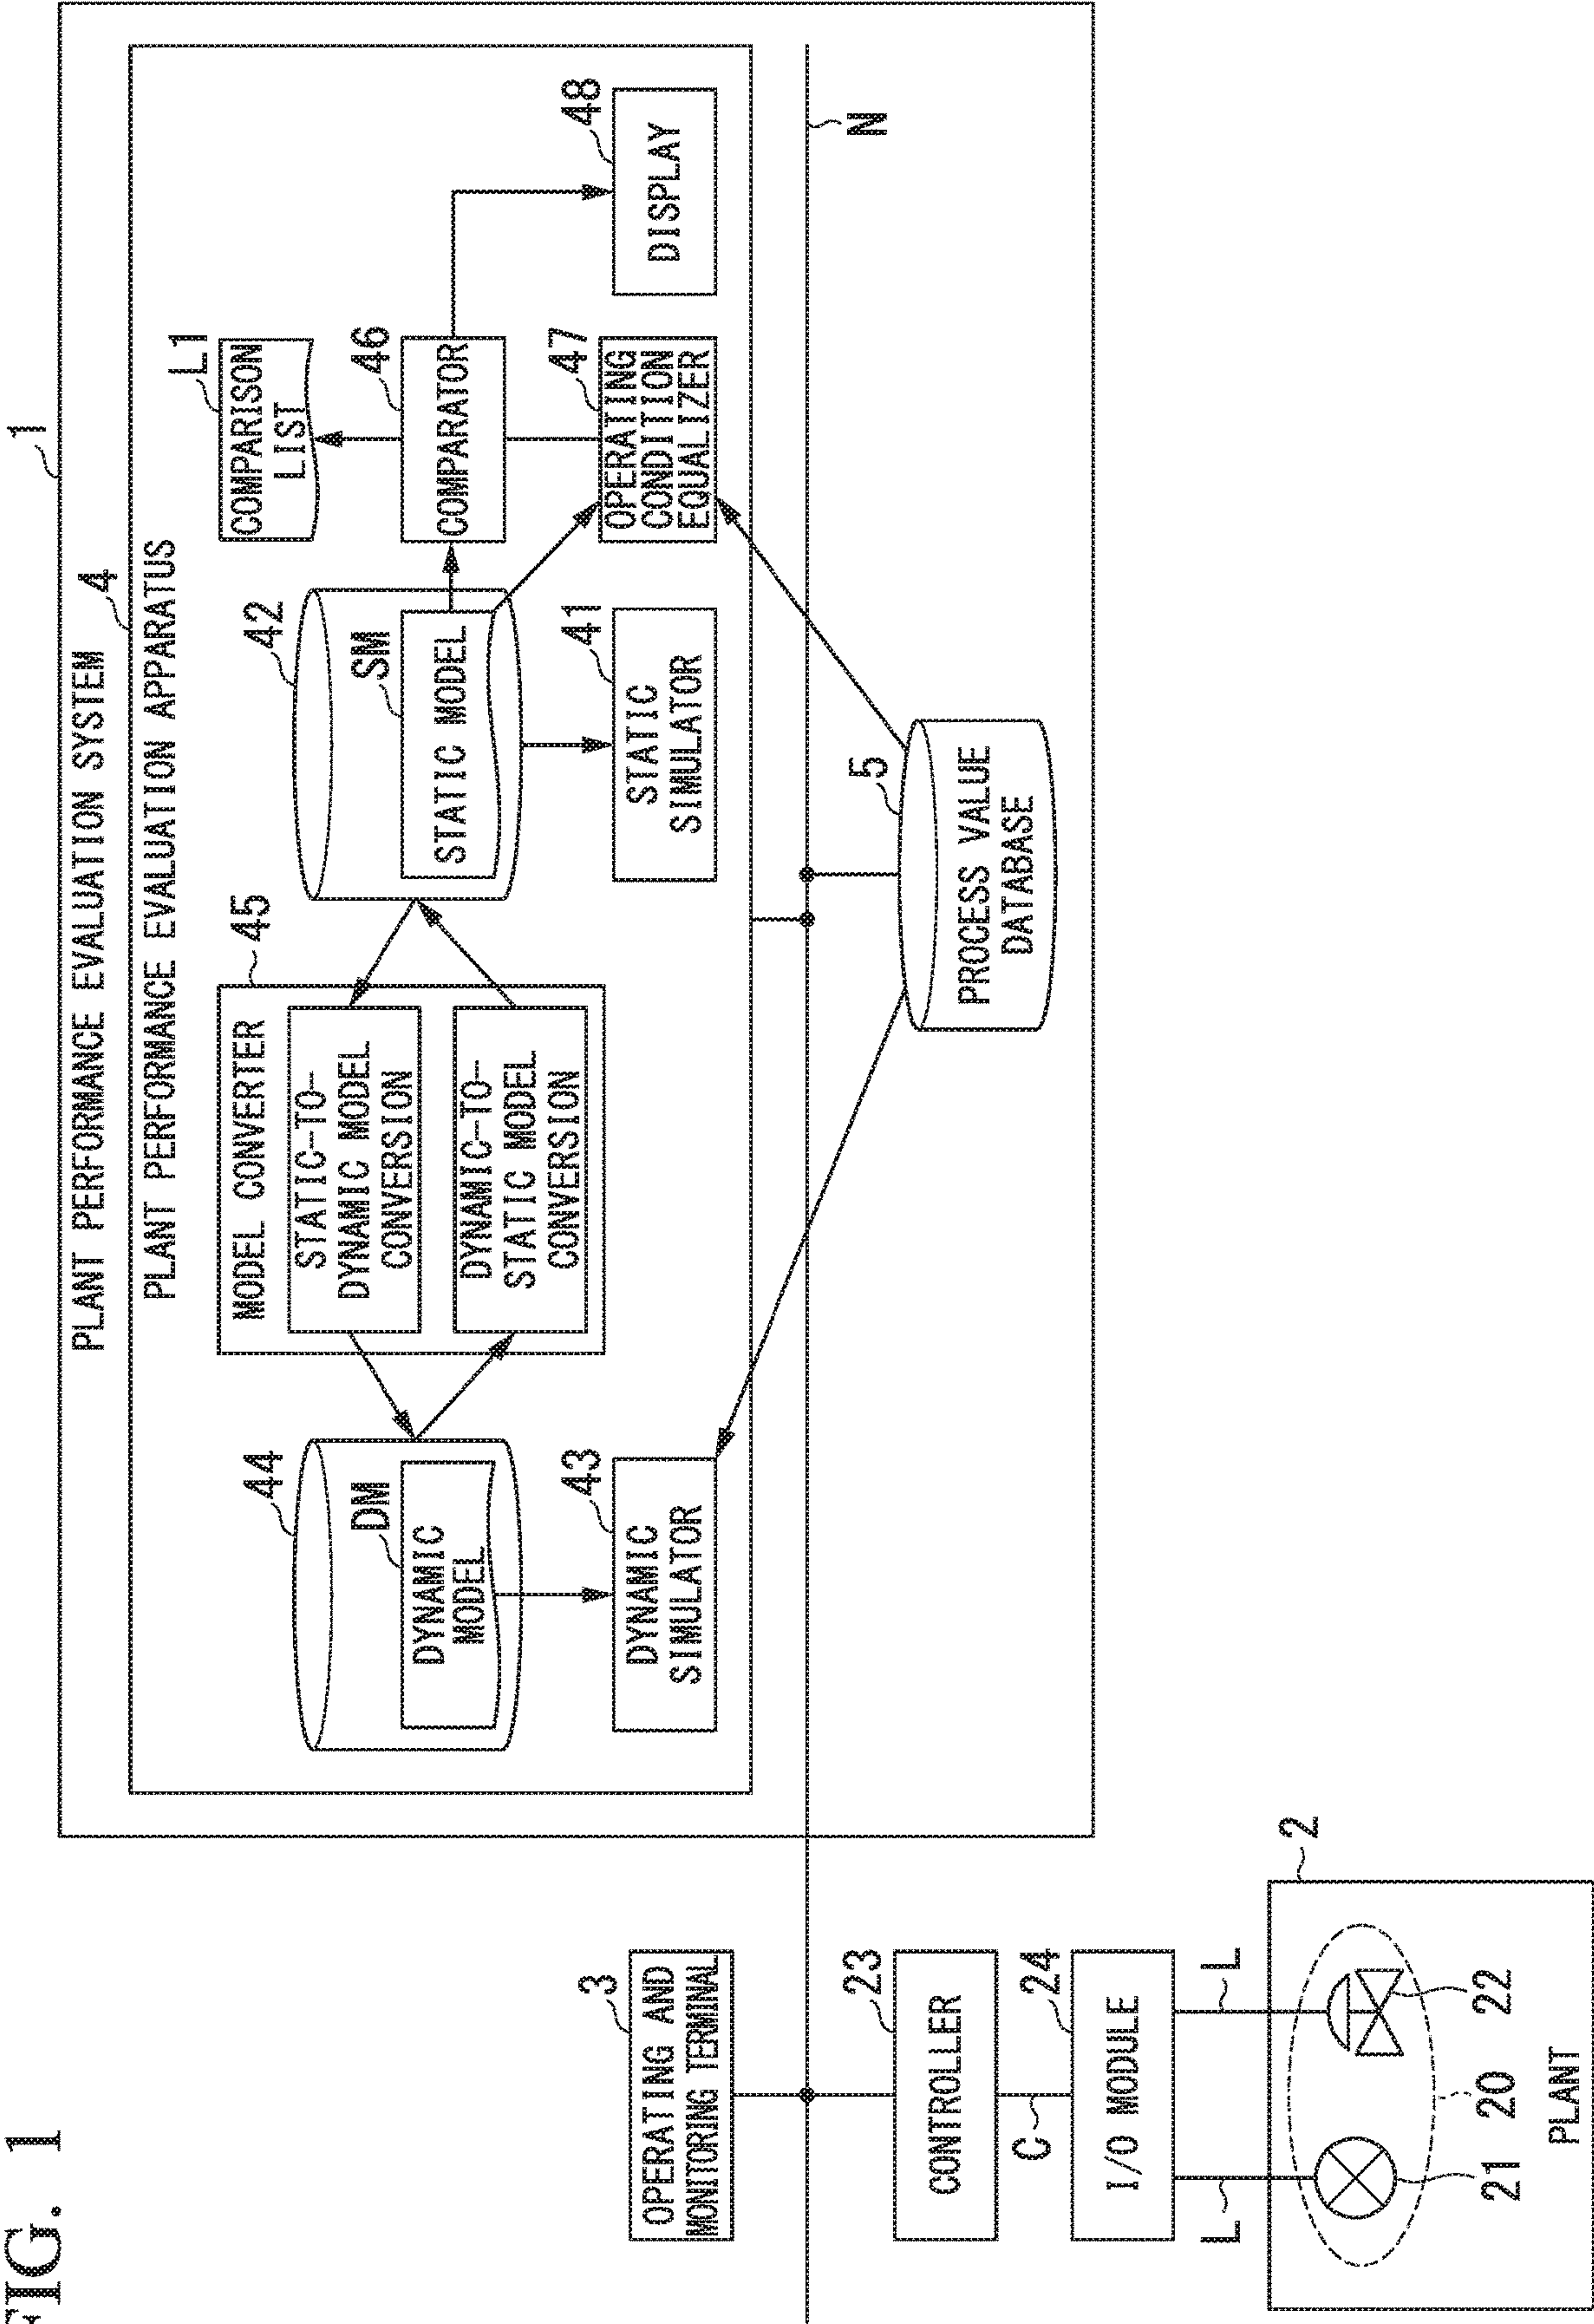 FIG. 1
1
PLANT PERFORMANCE EVALUATION SYSTEM
4
PLANT PERFORMANCE EVALUATION APPARATUS
44
DM
DYNAMIC
MODEL
43
DYNAMIC
SIMULATOR
45
MODEL CONVERTER
STATIC-TO-
DYNAMIC MODEL
CONVERSION
DYNAMIC-TO-
STATIC MODEL
CONVERSION
42
SM
STATIC MODEL
41
STATIC
SIMULATOR
L1
COMPARISON
LIST
46
COMPARATOR
47
OPERATING
CONDITION
EQUALIZER
48
DISPLAY
N
5
PROCESS VALUE
DATABASE
3
OPERATING AND
MONITORING TERMINAL
23
CONTROLLER
C
24
I/O MODULE
L
L
2
21
20
22
PLANT